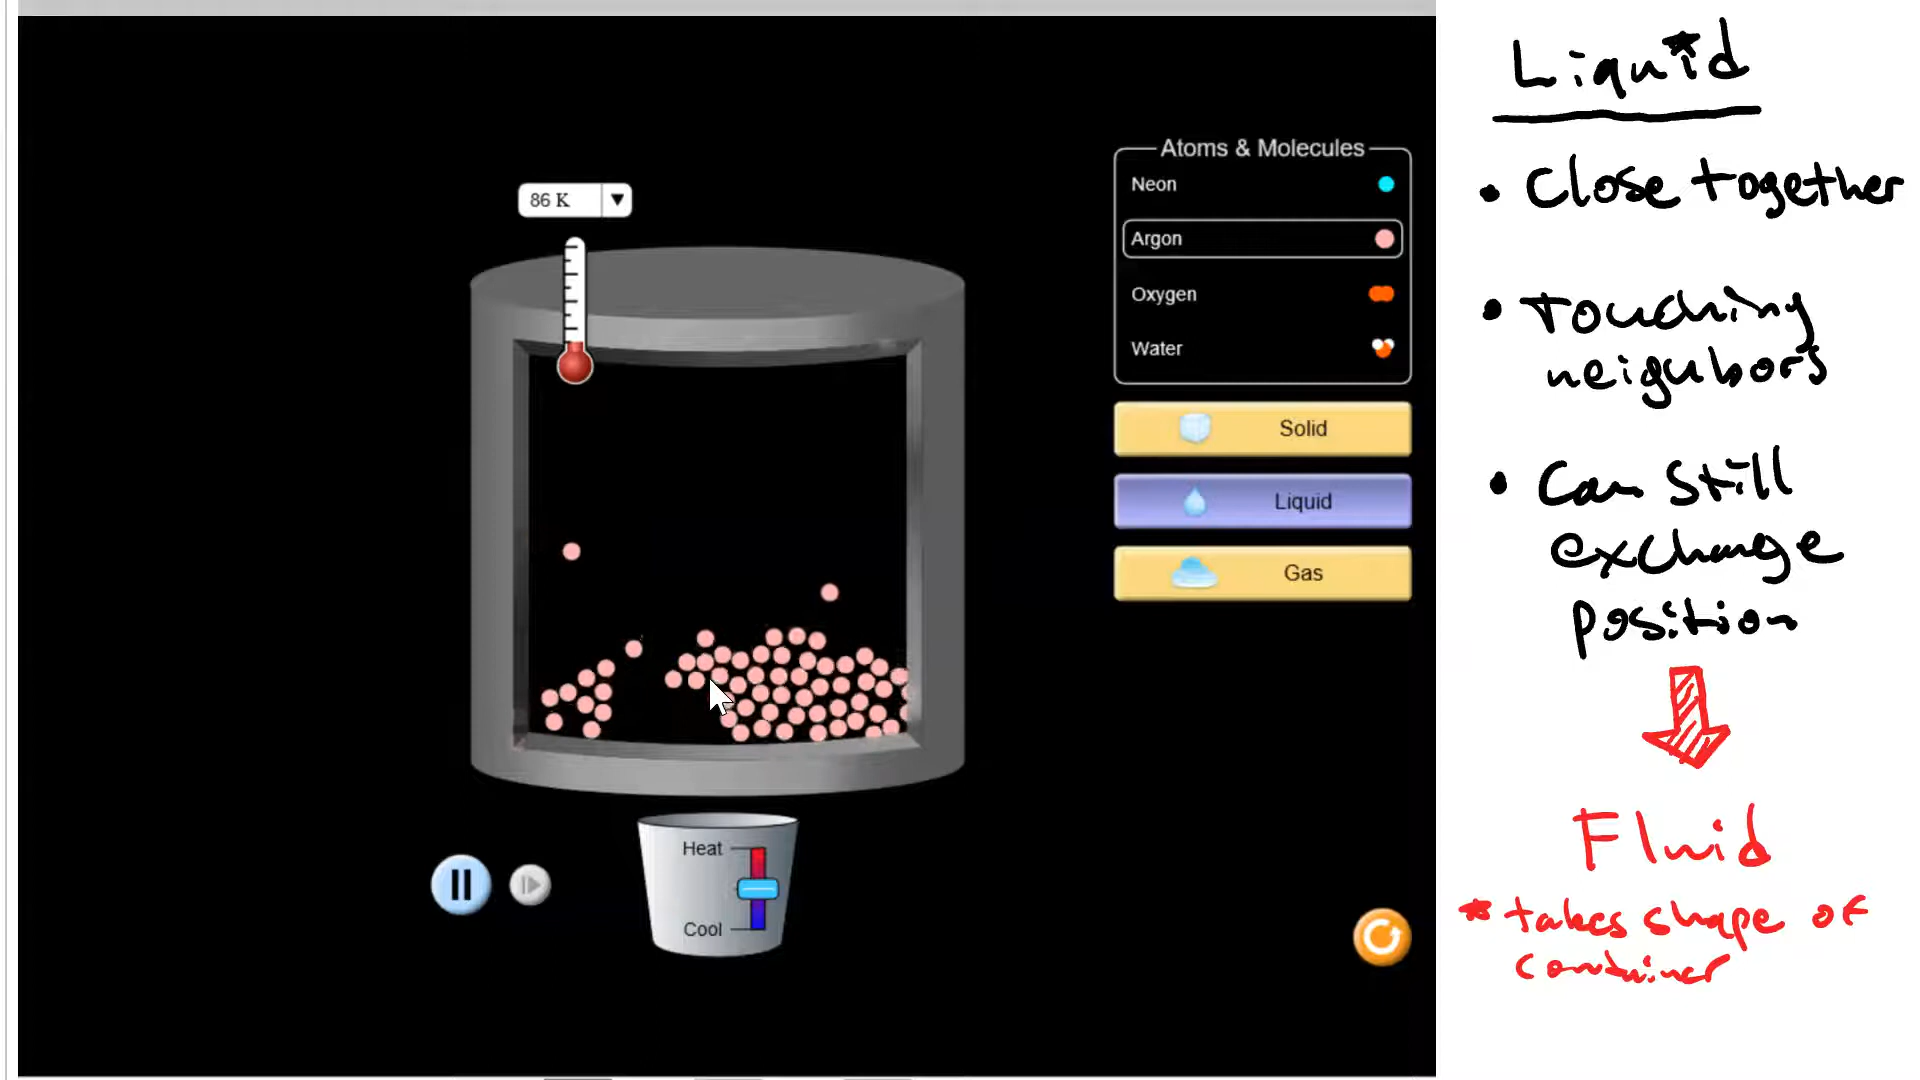 86 K
Atoms & Molecules
Neon
Argon
Oxygen
Water
Solid
Liquid
Gas
Heat
Cool
Liquid
• Close together
• Touching
neighbors
• Can still
exchange
position
Fluid
* takes shape of
container